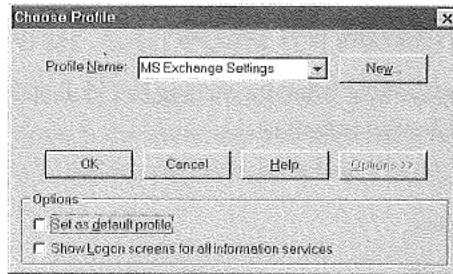 Choose Profile
Profile Name: MS Exchange Settings New...
OK Cancel Help Options >>
Options
Set as default profile
Show Logon screens for all information services